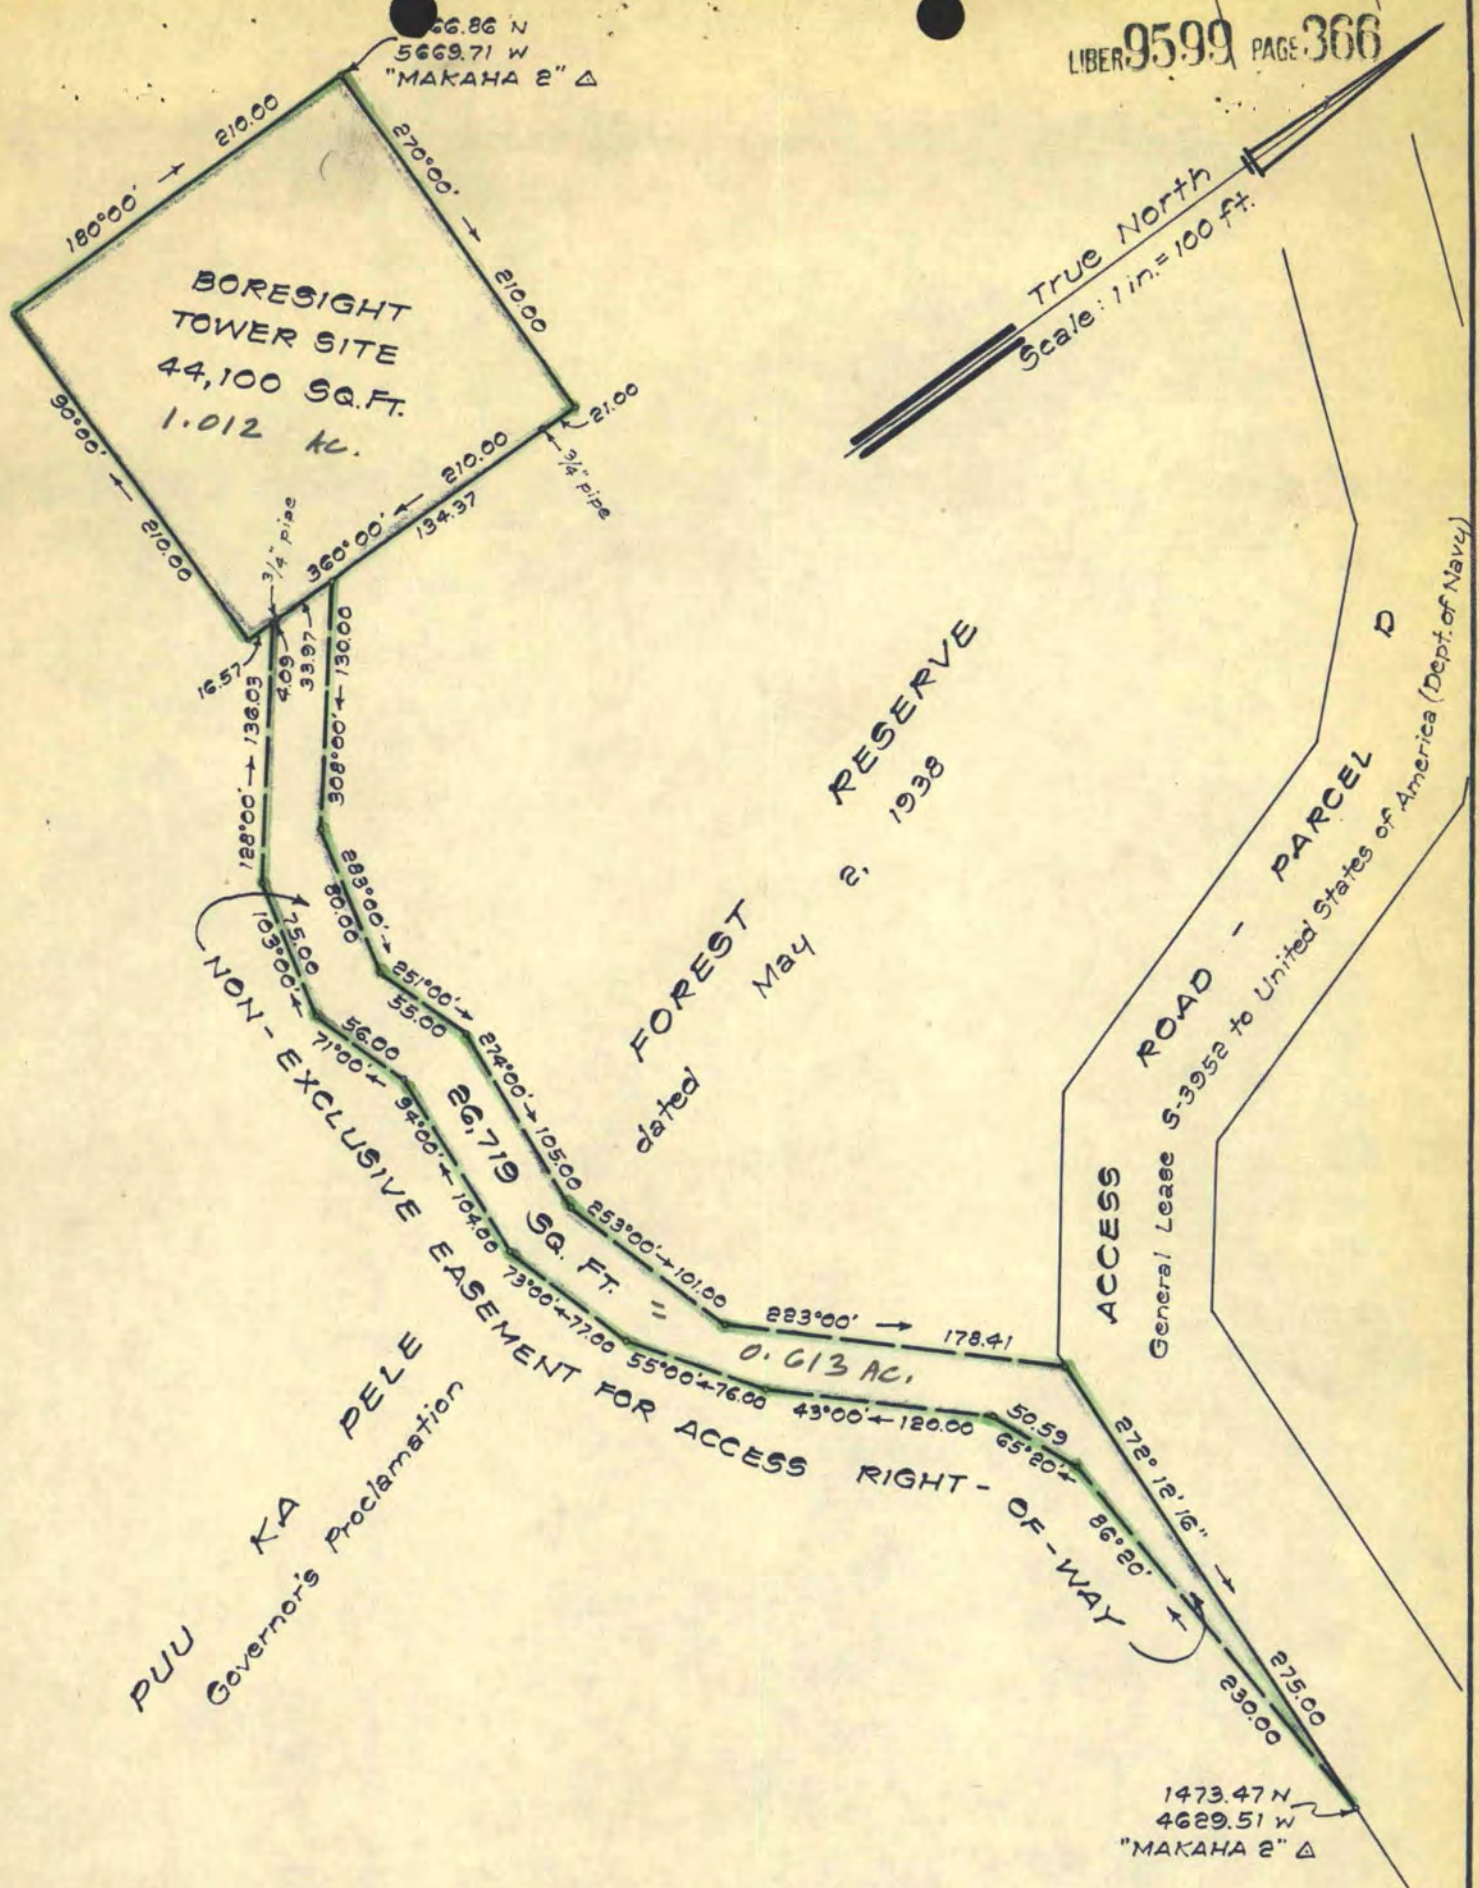 LIBER 9599 PAGE 366
66.86 N
5669.71 W
"MAKAHA 2" Δ
True North
Scale: 1 in. = 100 ft.
180°00' → 210.00
270°00' → 210.00
BORESIGHT
TOWER SITE
44,100 SQ.FT.
1.012 Ac.
90°00' ← 210.00
360°00' ← 210.00
21.00
3/4" pipe
134.37
3/4" pipe
16.57
4.09
33.97
128°00' → 136.03
308°00' ← 130.00
283°00' →
80.00
103°00' ←
75.00
251°00' →
55.00
71°00' ←
56.00
274°00' → 105.00
94°00' ← 104.00
253°00' → 101.00
73°00' ← 77.00
223°00' → 178.41
55°00' ← 76.00
43°00' ← 120.00
50.59
65°20' ←
272°12'16" →
275.00
86°20' ←
230.00
26,719 SQ. FT. =
0.613 AC.
NON-EXCLUSIVE EASEMENT FOR ACCESS RIGHT-OF-WAY
PUU KA PELE FOREST RESERVE
Governor's Proclamation dated May 2, 1938
ACCESS ROAD - PARCEL D
General Lease S-3952 to United States of America (Dept. of Navy)
1473.47 N
4629.51 W
"MAKAHA 2" Δ